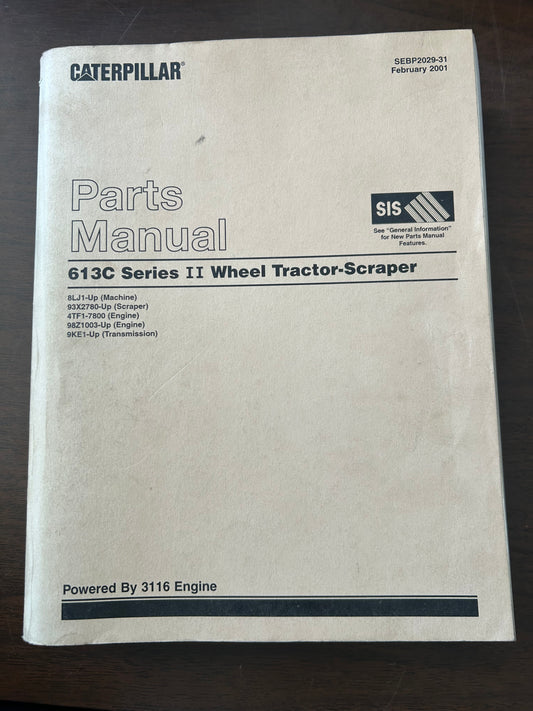 CATERPILLAR®
SEBP2029-31
February 2001
Parts
Manual
SIS
See "General Information"
for New Parts Manual
Features.
613C Series II Wheel Tractor-Scraper
8LJ1-Up (Machine)
93X2780-Up (Scraper)
4TF1-7800 (Engine)
98Z1003-Up (Engine)
9KE1-Up (Transmission)
Powered By 3116 Engine